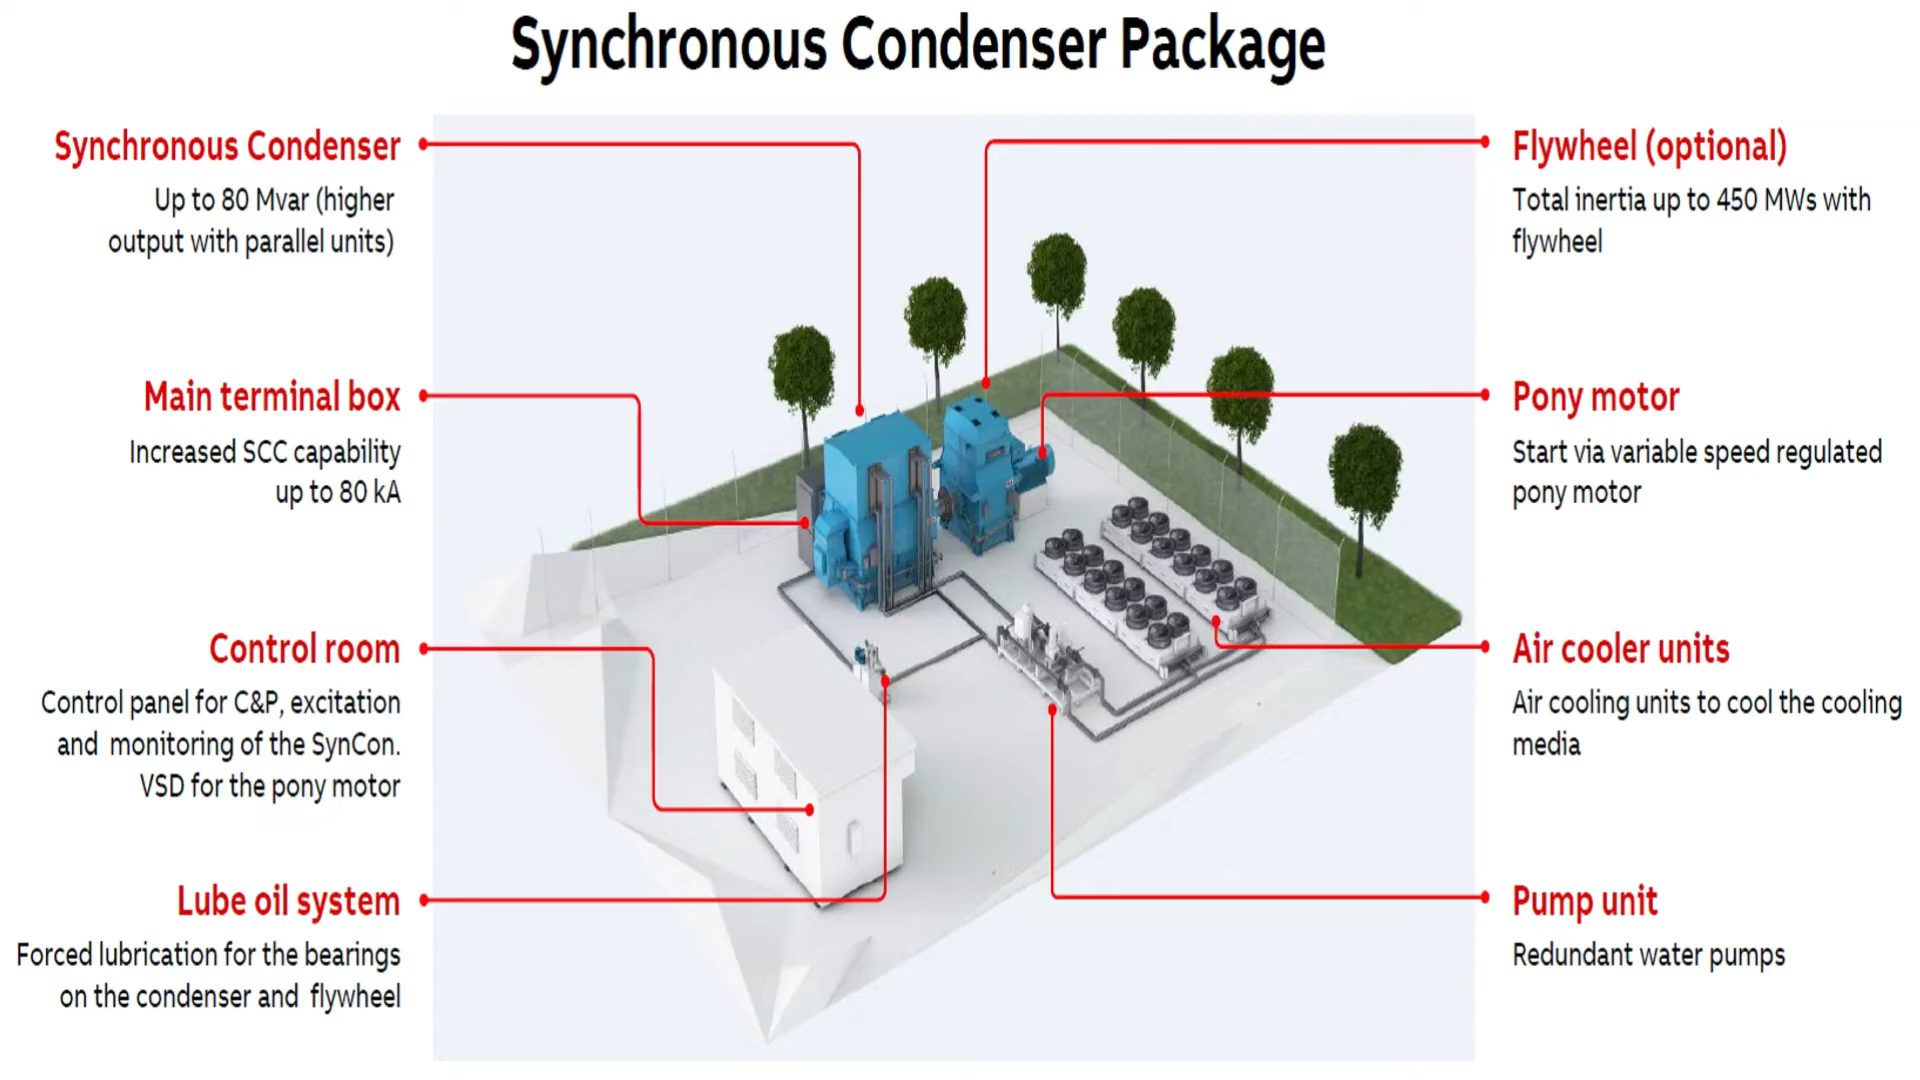 Synchronous Condenser Package
Synchronous Condenser
Up to 80 Mvar (higher
output with parallel units)
Main terminal box
Increased SCC capability
up to 80 kA
Control room
Control panel for C&P, excitation
and monitoring of the SynCon.
VSD for the pony motor
Lube oil system
Forced lubrication for the bearings
on the condenser and flywheel
Flywheel (optional)
Total inertia up to 450 MWs with
flywheel
Pony motor
Start via variable speed regulated
pony motor
Air cooler units
Air cooling units to cool the cooling
media
Pump unit
Redundant water pumps